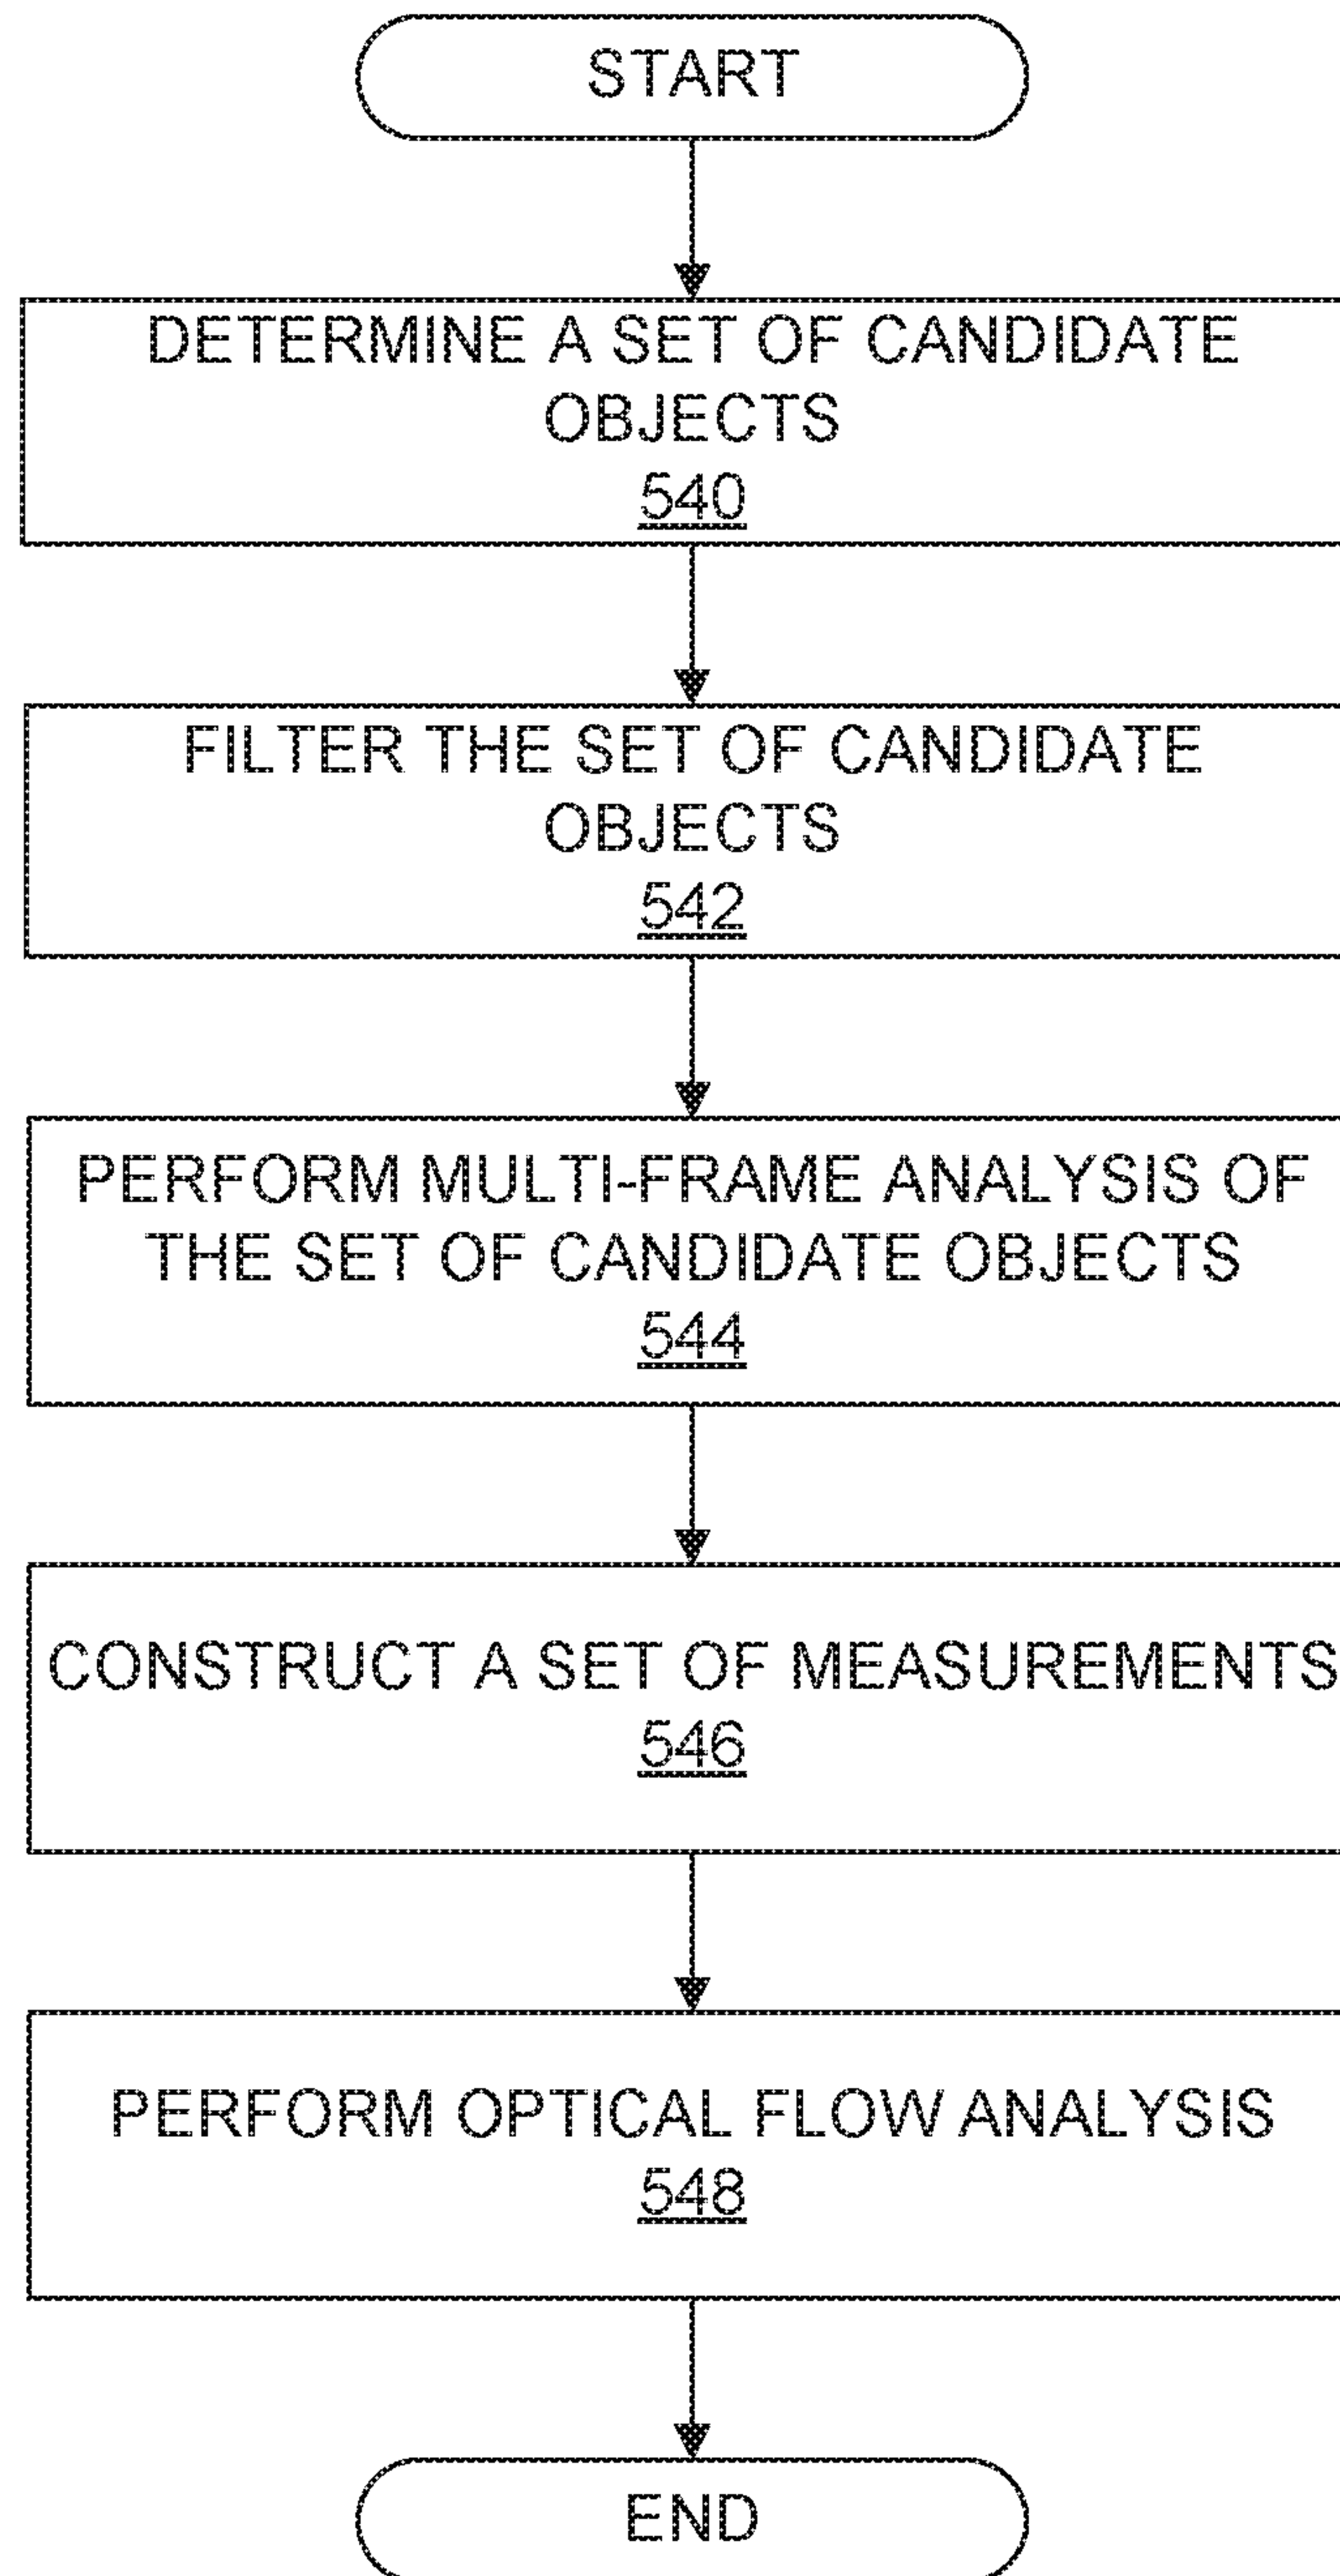 START
DETERMINE A SET OF CANDIDATE
OBJECTS
540
FILTER THE SET OF CANDIDATE
OBJECTS
542
PERFORM MULTI-FRAME ANALYSIS OF
THE SET OF CANDIDATE OBJECTS
544
CONSTRUCT A SET OF MEASUREMENTS
546
PERFORM OPTICAL FLOW ANALYSIS
548
END